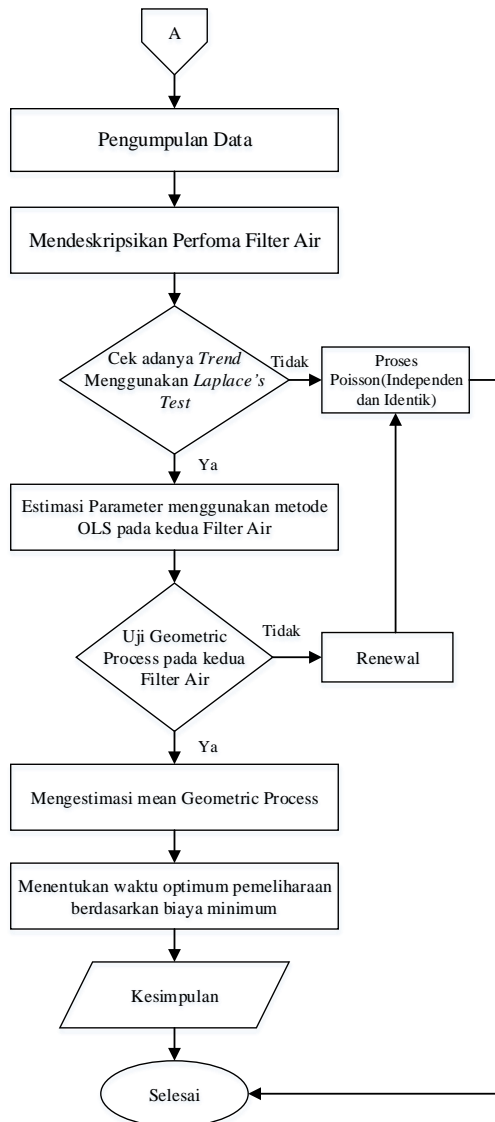 A
Pengumpulan Data
Mendeskripsikan Perfoma Filter Air
Cek adanya Trend
Menggunakan Laplace's
Test
Tidak
Proses
Poisson(Independen
dan Identik)
Ya
Estimasi Parameter menggunakan metode
OLS pada kedua Filter Air
Uji Geometric
Process pada kedua
Filter Air
Tidak
Renewal
Ya
Mengestimasi mean Geometric Process
Menentukan waktu optimum pemeliharaan
berdasarkan biaya minimum
Kesimpulan
Selesai